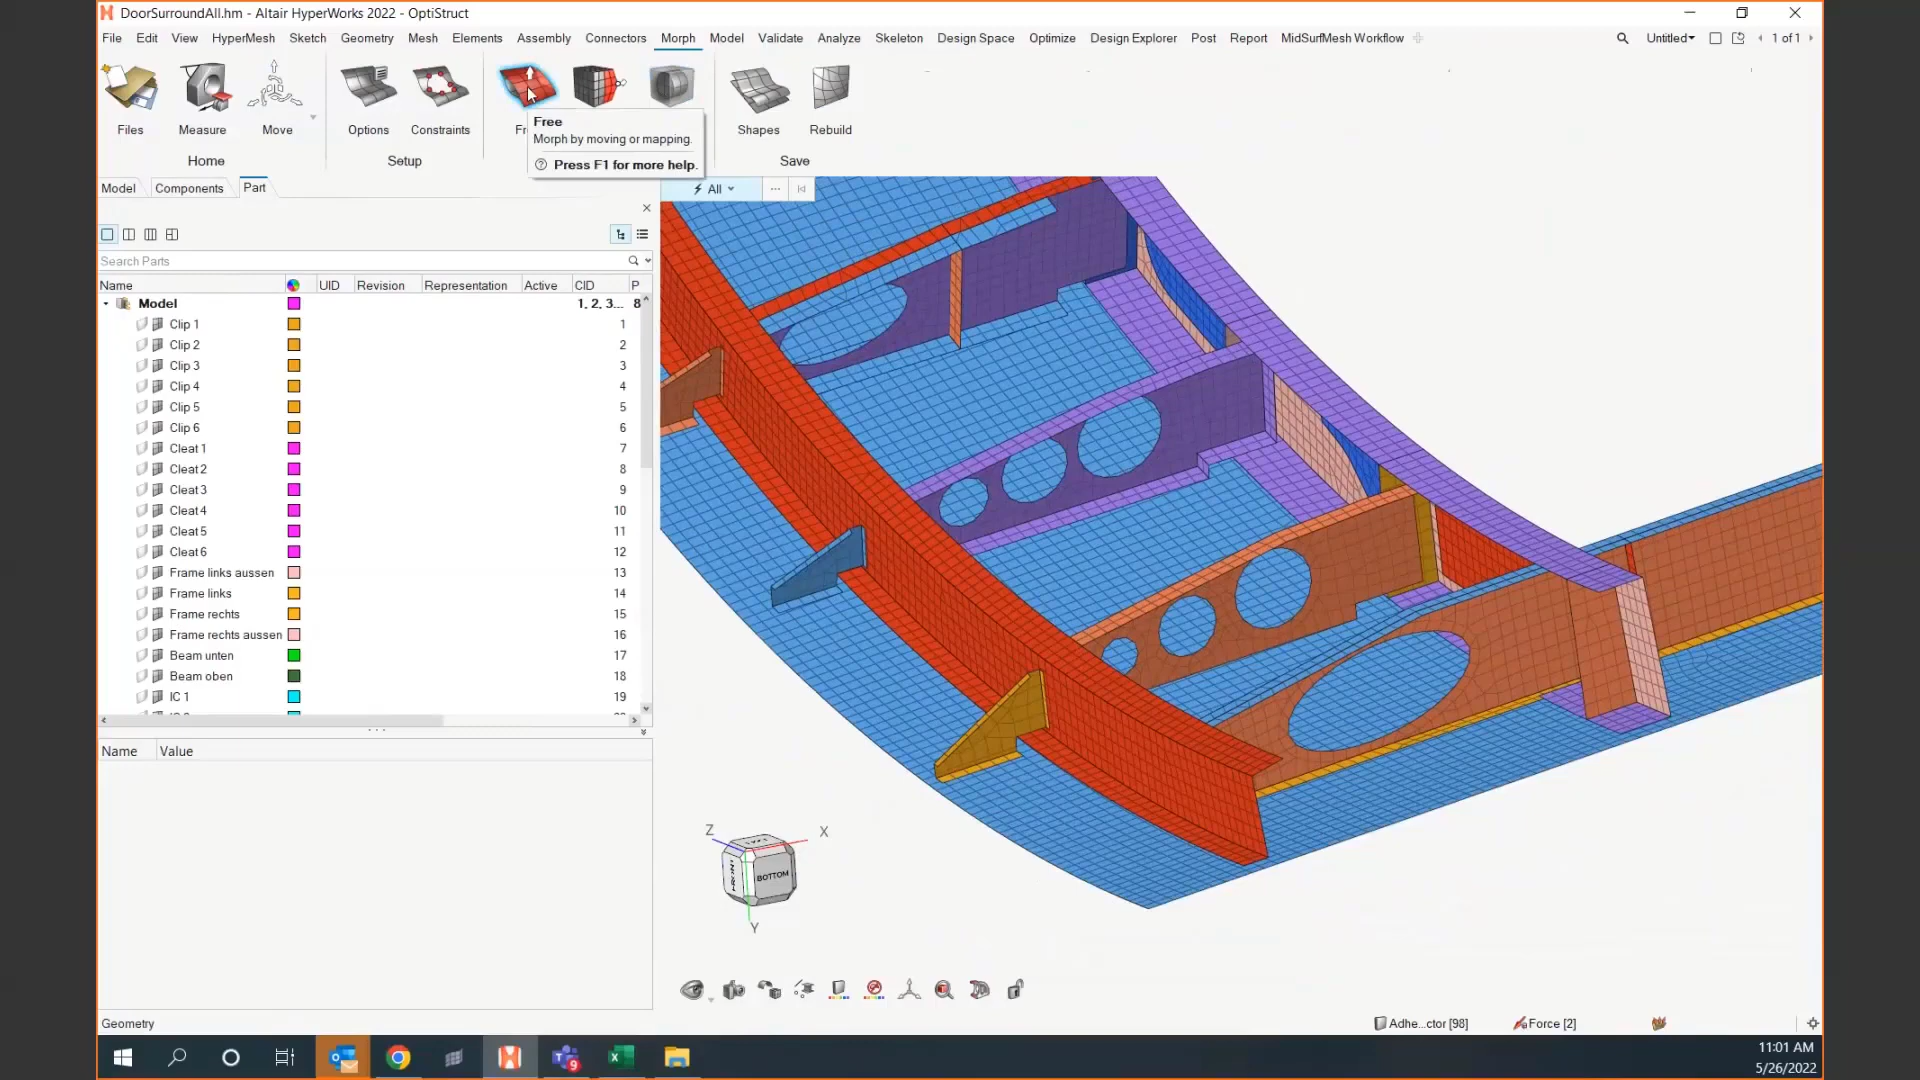 DoorSurroundAll.hm - Altair HyperWorks 2022 - OptiStruct
File Edit View HyperMesh Sketch Geometry Mesh Elements Assembly Connectors Morph Model Validate Analyze Skeleton Design Space Optimize Design Explorer Post Report MidSurfMesh Workflow Untitled 1 of 1
Files Measure Move Options Constraints Shapes Rebuild
Home Setup Save
Free
Morph by moving or mapping.
Press F1 for more help.
Model Components Part
All
Search Parts
Name UID Revision Representation Active CID P
Model 1, 2, 3... 8
Clip 1 1
Clip 2 2
Clip 3 3
Clip 4 4
Clip 5 5
Clip 6 6
Cleat 1 7
Cleat 2 8
Cleat 3 9
Cleat 4 10
Cleat 5 11
Cleat 6 12
Frame links aussen 13
Frame links 14
Frame rechts 15
Frame rechts aussen 16
Beam unten 17
Beam oben 18
IC 1 19
Name Value
Z X
BOTTOM
Y
Geometry Adhe...ctor [98] Force [2]
9
11:01 AM
5/26/2022